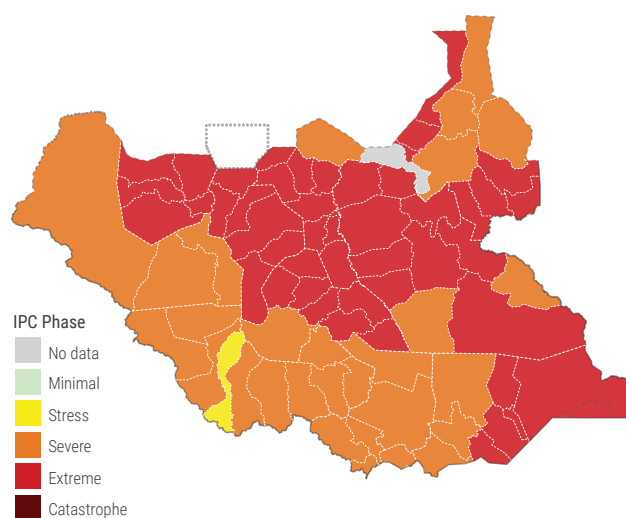 IPC Phase
No data
Minimal
Stress
Severe
Extreme
Catastrophe